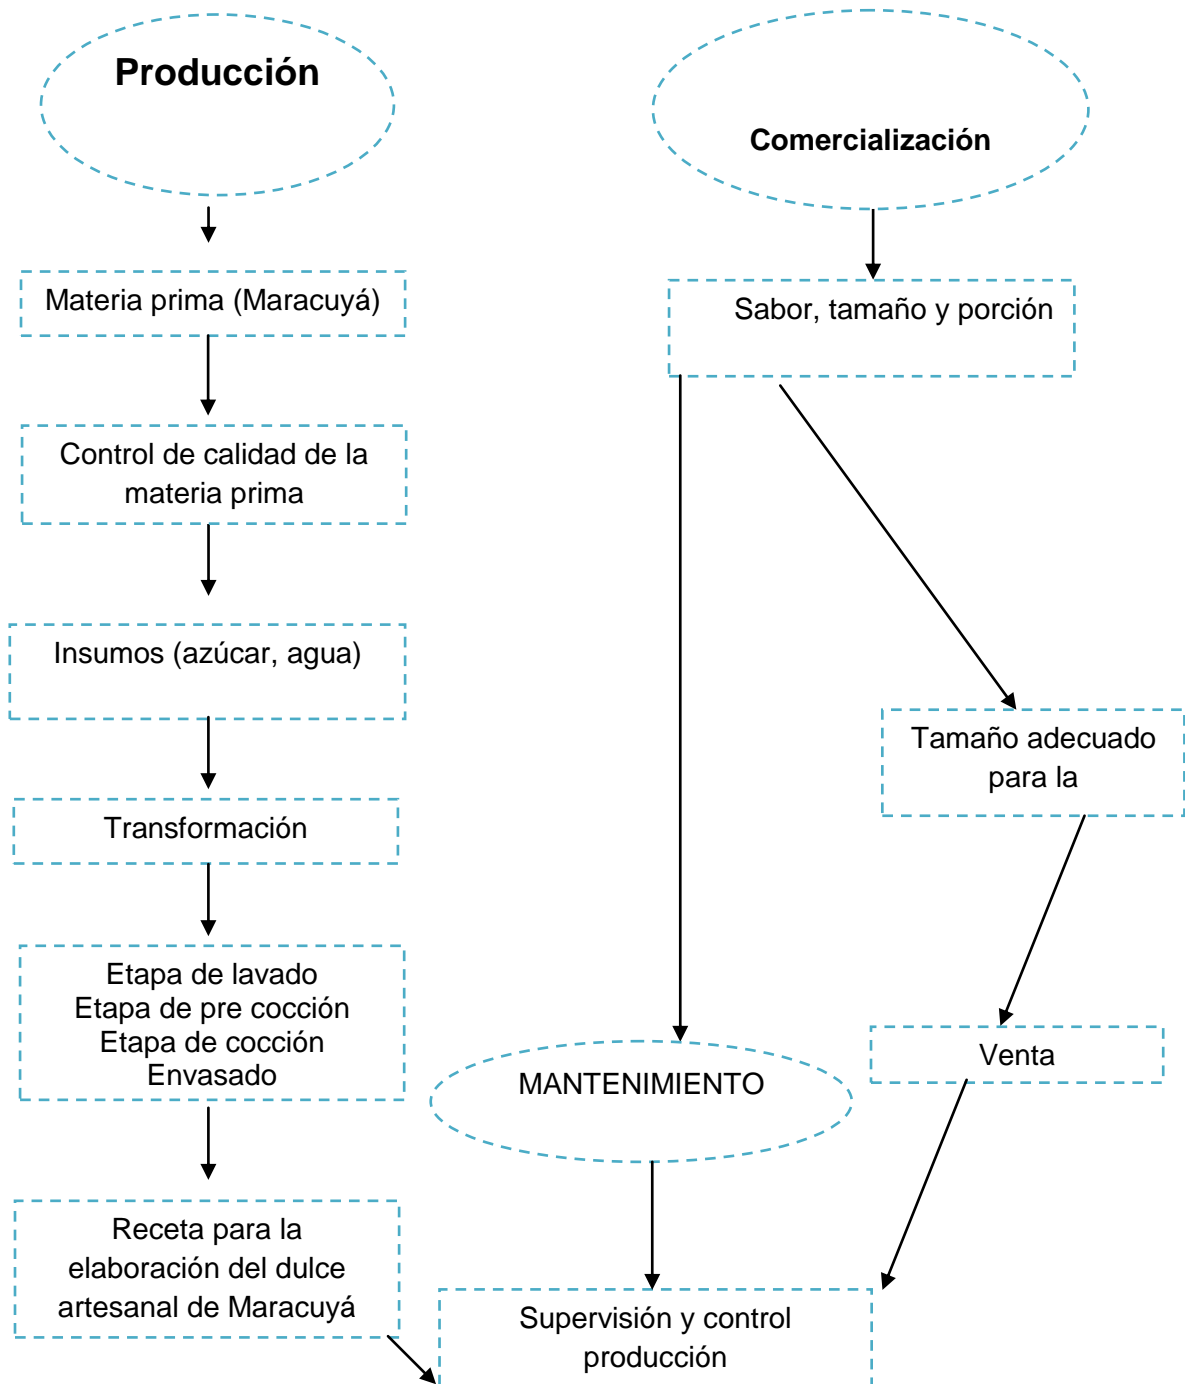 Producción
Materia prima (Maracuyá)
Control de calidad de la
materia prima
Insumos (azúcar, agua)
Transformación
Etapa de lavado
Etapa de pre cocción
Etapa de cocción
Envasado
Receta para la
elaboración del dulce
artesanal de Maracuyá
Comercialización
Sabor, tamaño y porción
Tamaño adecuado
para la
Venta
MANTENIMIENTO
Supervisión y control
producción